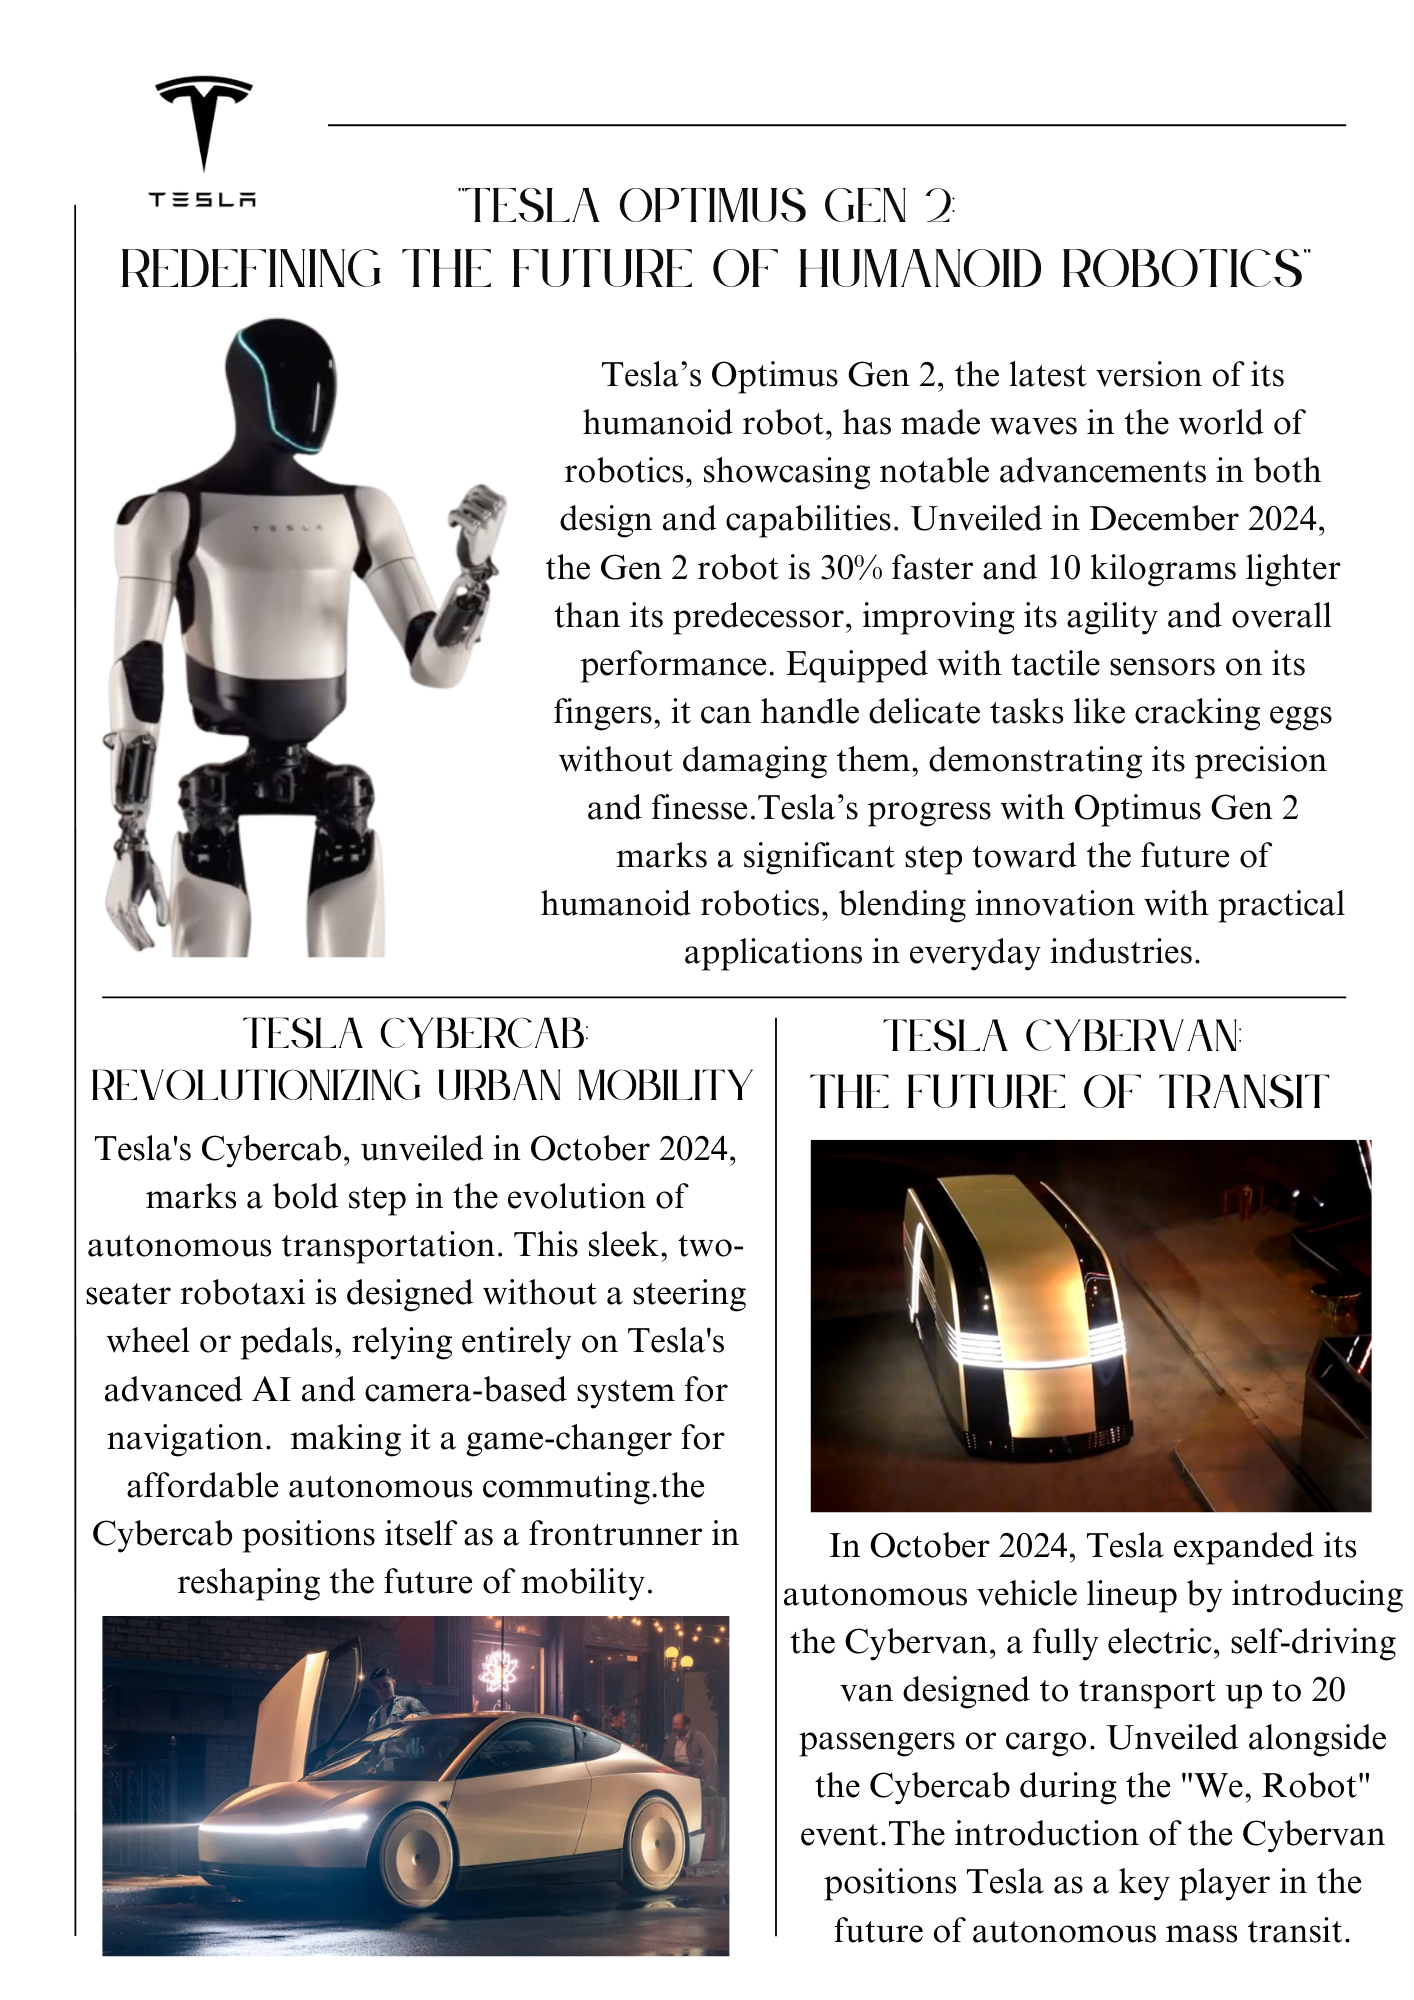 TESLA
"TESLA OPTIMUS GEN 2:
REDEFINING THE FUTURE OF HUMANOID ROBOTICS"
TESLA
Tesla’s Optimus Gen 2, the latest version of its
humanoid robot, has made waves in the world of
robotics, showcasing notable advancements in both
design and capabilities. Unveiled in December 2024,
the Gen 2 robot is 30% faster and 10 kilograms lighter
than its predecessor, improving its agility and overall
performance. Equipped with tactile sensors on its
fingers, it can handle delicate tasks like cracking eggs
without damaging them, demonstrating its precision
and finesse.Tesla’s progress with Optimus Gen 2
marks a significant step toward the future of
humanoid robotics, blending innovation with practical
applications in everyday industries.
TESLA CYBERCAB:
REVOLUTIONIZING URBAN MOBILITY
Tesla's Cybercab, unveiled in October 2024,
marks a bold step in the evolution of
autonomous transportation. This sleek, two-
seater robotaxi is designed without a steering
wheel or pedals, relying entirely on Tesla's
advanced AI and camera-based system for
navigation.  making it a game-changer for
affordable autonomous commuting.the
Cybercab positions itself as a frontrunner in
reshaping the future of mobility.
TESLA CYBERVAN:
THE FUTURE OF TRANSIT
In October 2024, Tesla expanded its
autonomous vehicle lineup by introducing
the Cybervan, a fully electric, self-driving
van designed to transport up to 20
passengers or cargo. Unveiled alongside
the Cybercab during the "We, Robot"
event.The introduction of the Cybervan
positions Tesla as a key player in the
future of autonomous mass transit.